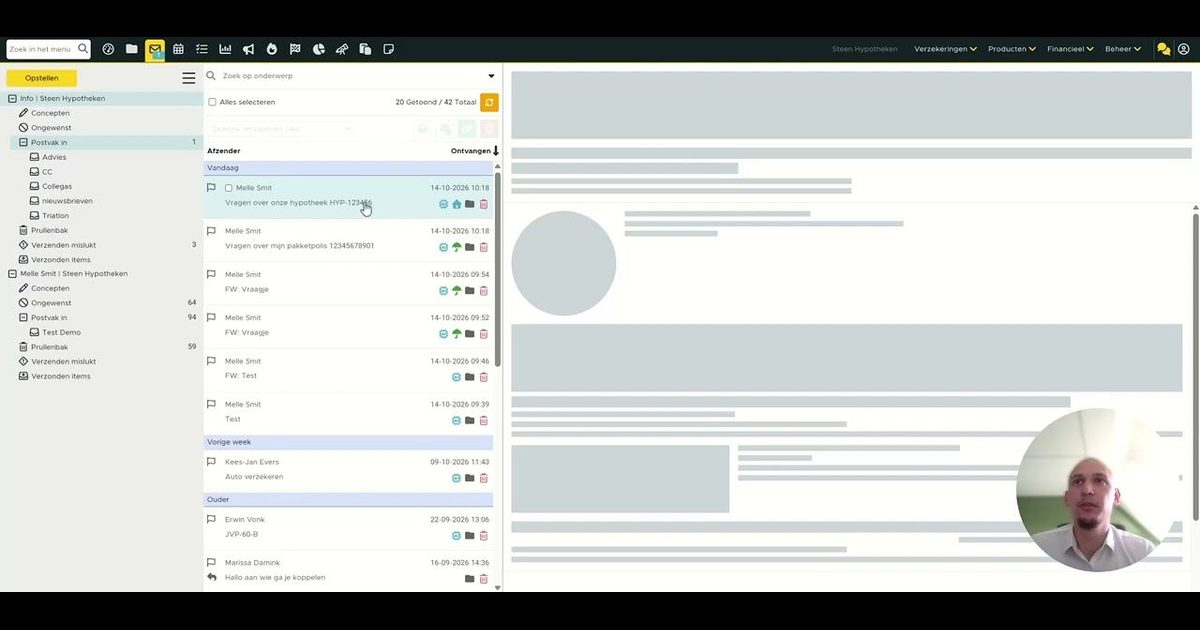 Zoek in het menu
Steen Hypotheken
Verzekeringen
Producten
Financieel
Beheer
Opstellen
Info | Steen Hypotheken
Concepten
Ongewenst
Postvak in 1
Advies
CC
Collegas
nieuwsbrieven
Triatlon
Prullenbak
Verzenden mislukt 3
Verzonden items
Melle Smit | Steen Hypotheken
Concepten
Ongewenst 64
Postvak in 94
Test Demo
Prullenbak 59
Verzenden mislukt
Verzonden items
Zoek op onderwerp
Alles selecteren 20 Getoond / 42 Totaal
Afzender Ontvangen
Vandaag
Melle Smit 14-10-2026 10:18
Vragen over onze hypotheek HYP-123456
Melle Smit 14-10-2026 10:18
Vragen over mijn pakketpolis 12345678901
Melle Smit 14-10-2026 09:54
FW: Vraagje
Melle Smit 14-10-2026 09:52
FW: Vraagje
Melle Smit 14-10-2026 09:46
FW: Test
Melle Smit 14-10-2026 09:39
Test
Vorige week
Kees-Jan Evers 09-10-2026 11:43
Auto verzekeren
Ouder
Erwin Vonk 22-09-2026 13:06
JVP-60-B
Marissa Damink 16-09-2026 14:36
Hallo aan wie ga je koppelen